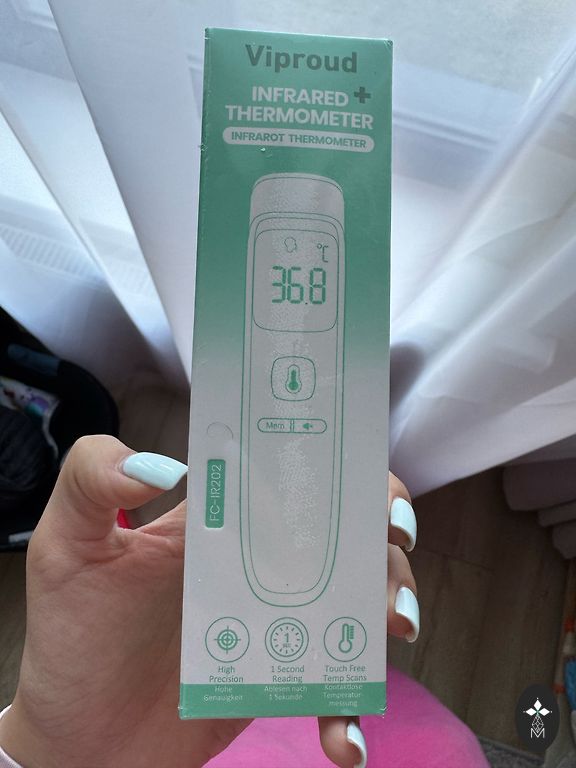 Viproud
INFRARED +
THERMOMETER
INFRAROT THERMOMETER
°C
36.8
Mem
FC-IR202
1
SEC
High
Precision
Hohe
Genauigkeit
1 Second
Reading
Ablesen nach
1 Sekunde
Touch Free
Temp Scans
Kontaktlose
Temperatur-
messung
M